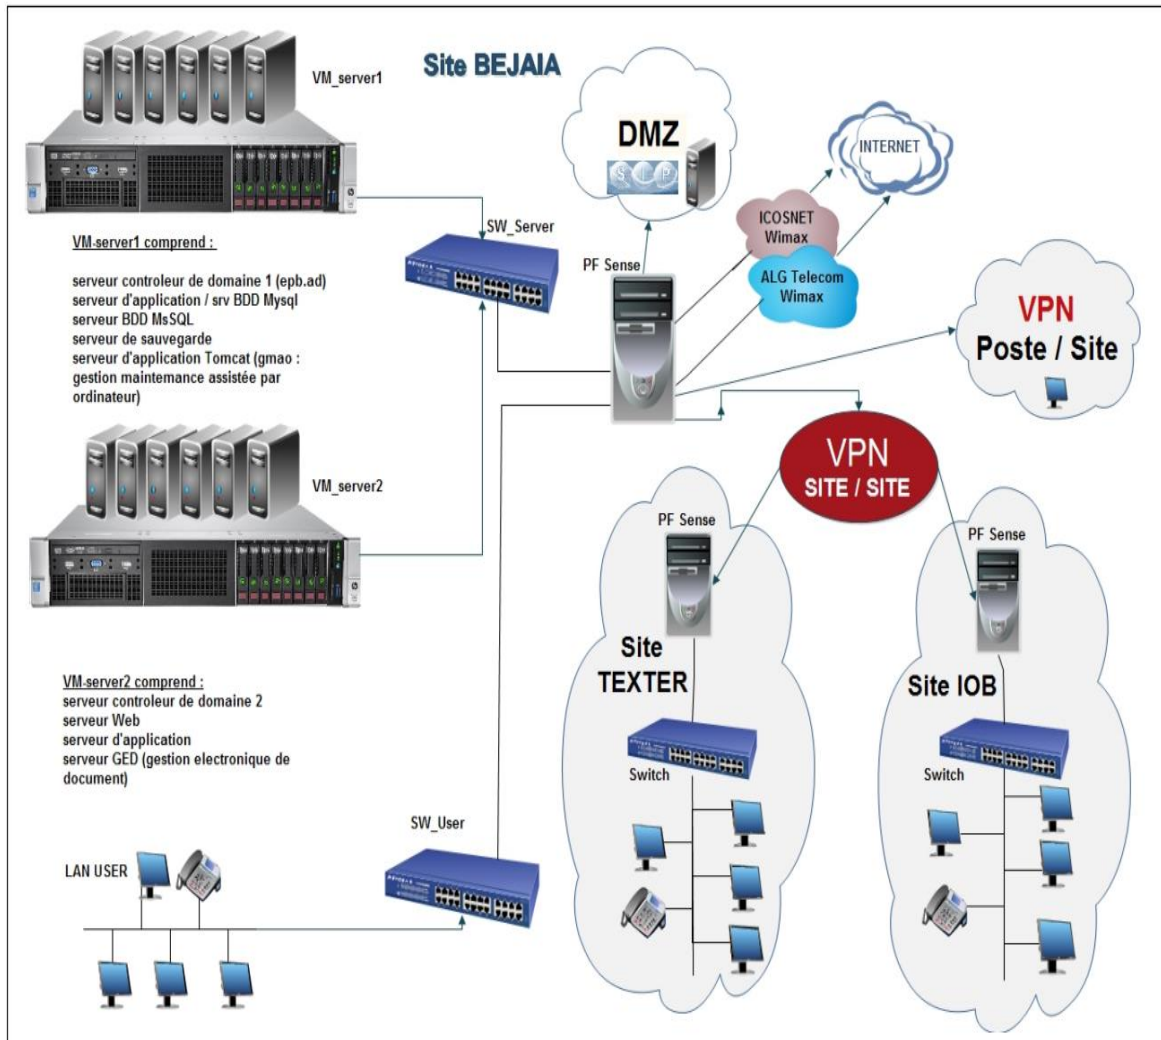 VM_server1
Site BEJAIA
DMZ
SIP
INTERNET
ICOSNET
Wimax
ALG Telecom
Wimax
SW_Server
PF Sense
VM-server1 comprend :
serveur controleur de domaine 1 (epb.ad)
serveur d'application / srv BDD Mysql
serveur BDD MsSQL
serveur de sauvegarde
serveur d'application Tomcat (gmao :
gestion maintemance assistée par
ordinateur)
VPN
Poste / Site
VM_server2
VPN
SITE / SITE
PF Sense
PF Sense
VM-server2 comprend :
serveur controleur de domaine 2
serveur Web
serveur d'application
serveur GED (gestion electronique de
document)
Site
TEXTER
Site IOB
Switch
Switch
SW_User
LAN USER